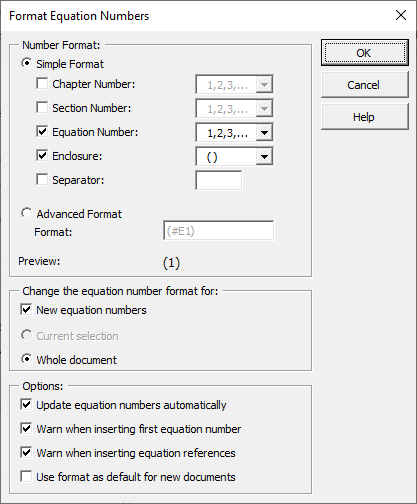 Format Equation Numbers
Number Format:
Simple Format
Chapter Number: 1,2,3,...
Section Number: 1,2,3,...
Equation Number: 1,2,3,...
Enclosure: ( )
Separator:
Advanced Format
Format: (#E1)
Preview: (1)
OK
Cancel
Help
Change the equation number format for:
New equation numbers
Current selection
Whole document
Options:
Update equation numbers automatically
Warn when inserting first equation number
Warn when inserting equation references
Use format as default for new documents